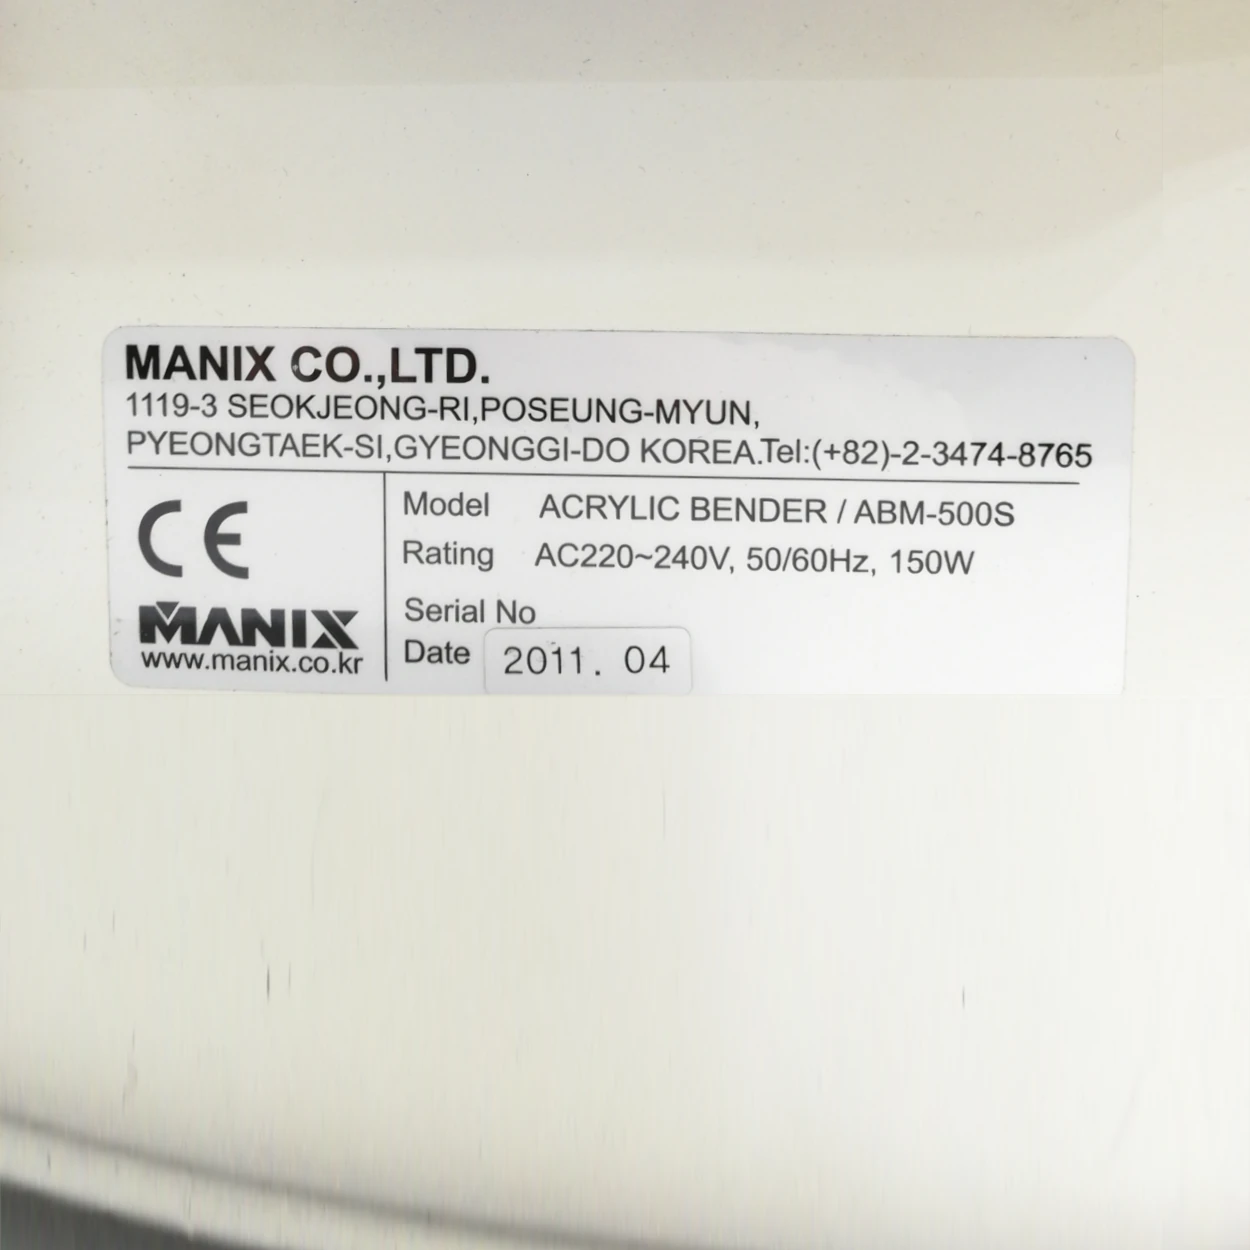 MANIX CO.,LTD.
1119-3 SEOKJEONG-RI,POSEUNG-MYUN,
PYEONGTAEK-SI,GYEONGGI-DO KOREA.Tel:(+82)-2-3474-8765
CE
MANIX
www.manix.co.kr
Model ACRYLIC BENDER / ABM-500S
Rating AC220~240V, 50/60Hz, 150W
Serial No
Date 2011. 04